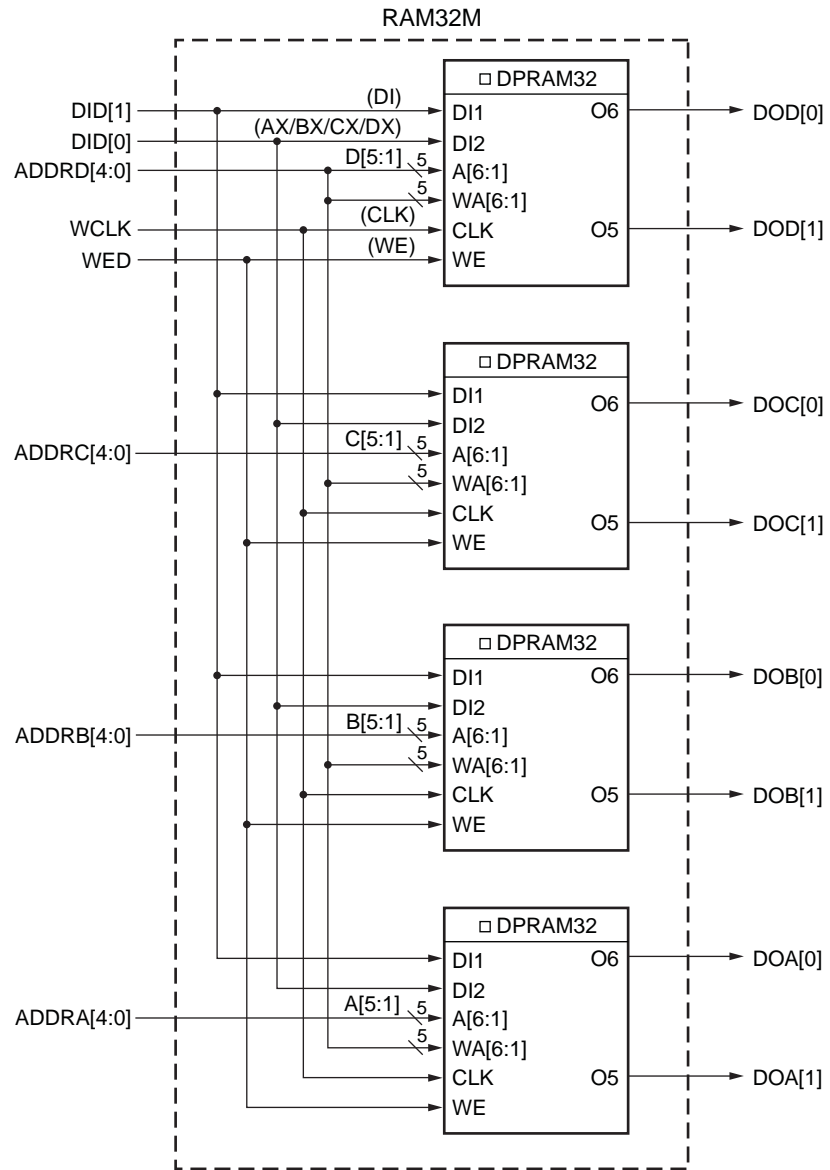 RAM32M
DPRAM32
DID[1] (DI) DI1 O6 DOD[0]
DID[0] (AX/BX/CX/DX) DI2
ADDRD[4:0] D[5:1] 5 A[6:1]
5 WA[6:1]
WCLK (CLK) CLK O5 DOD[1]
WED (WE) WE
DPRAM32
DI1 O6 DOC[0]
DI2
ADDRC[4:0] C[5:1] 5 A[6:1]
5 WA[6:1]
CLK O5 DOC[1]
WE
DPRAM32
DI1 O6 DOB[0]
DI2
ADDRB[4:0] B[5:1] 5 A[6:1]
5 WA[6:1]
CLK O5 DOB[1]
WE
DPRAM32
DI1 O6 DOA[0]
DI2
ADDRA[4:0] A[5:1] 5 A[6:1]
5 WA[6:1]
CLK O5 DOA[1]
WE